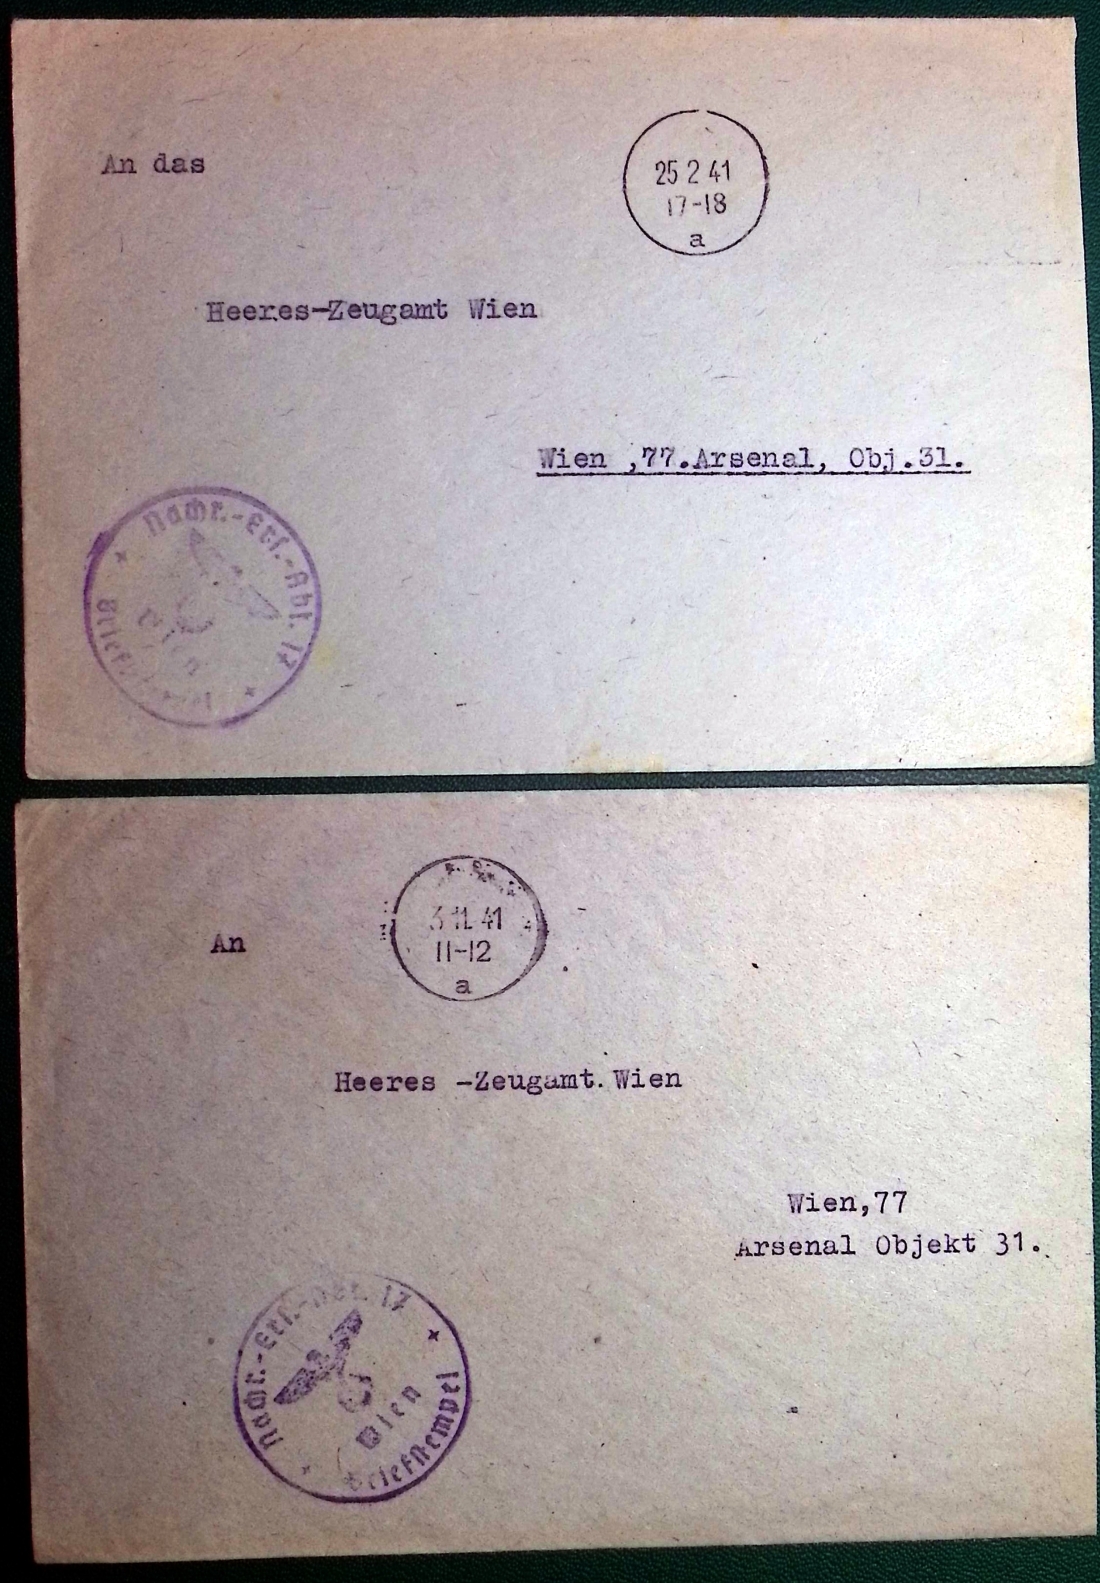 An das
25 2 41
17-18
a
Heeres-Zeugamt Wien
Wien ,77.Arsenal, Obj.31.
Nachr.-Ers.-Abt. 17
Wien
An
3 11. 41
11-12
a
Heeres -Zeugamt. Wien
Wien,77
Arsenal Objekt 31.
Nachr.-Ers.-Abt. 17
Wien
Briefstempel